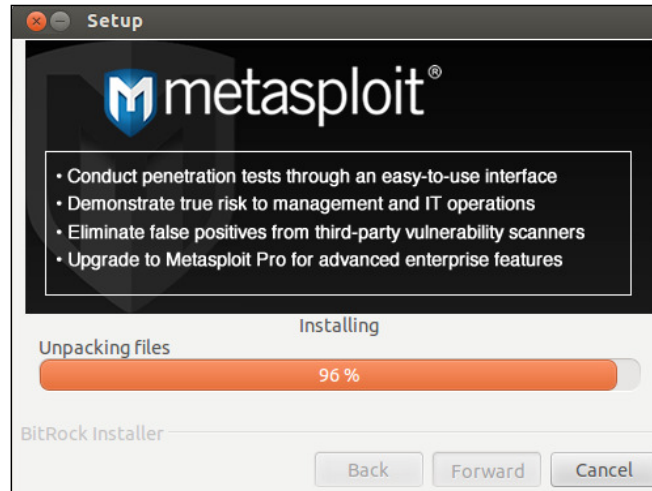 Setup
metasploit®
• Conduct penetration tests through an easy-to-use interface
• Demonstrate true risk to management and IT operations
• Eliminate false positives from third-party vulnerability scanners
• Upgrade to Metasploit Pro for advanced enterprise features
Installing
Unpacking files
96 %
BitRock Installer
Back Forward Cancel